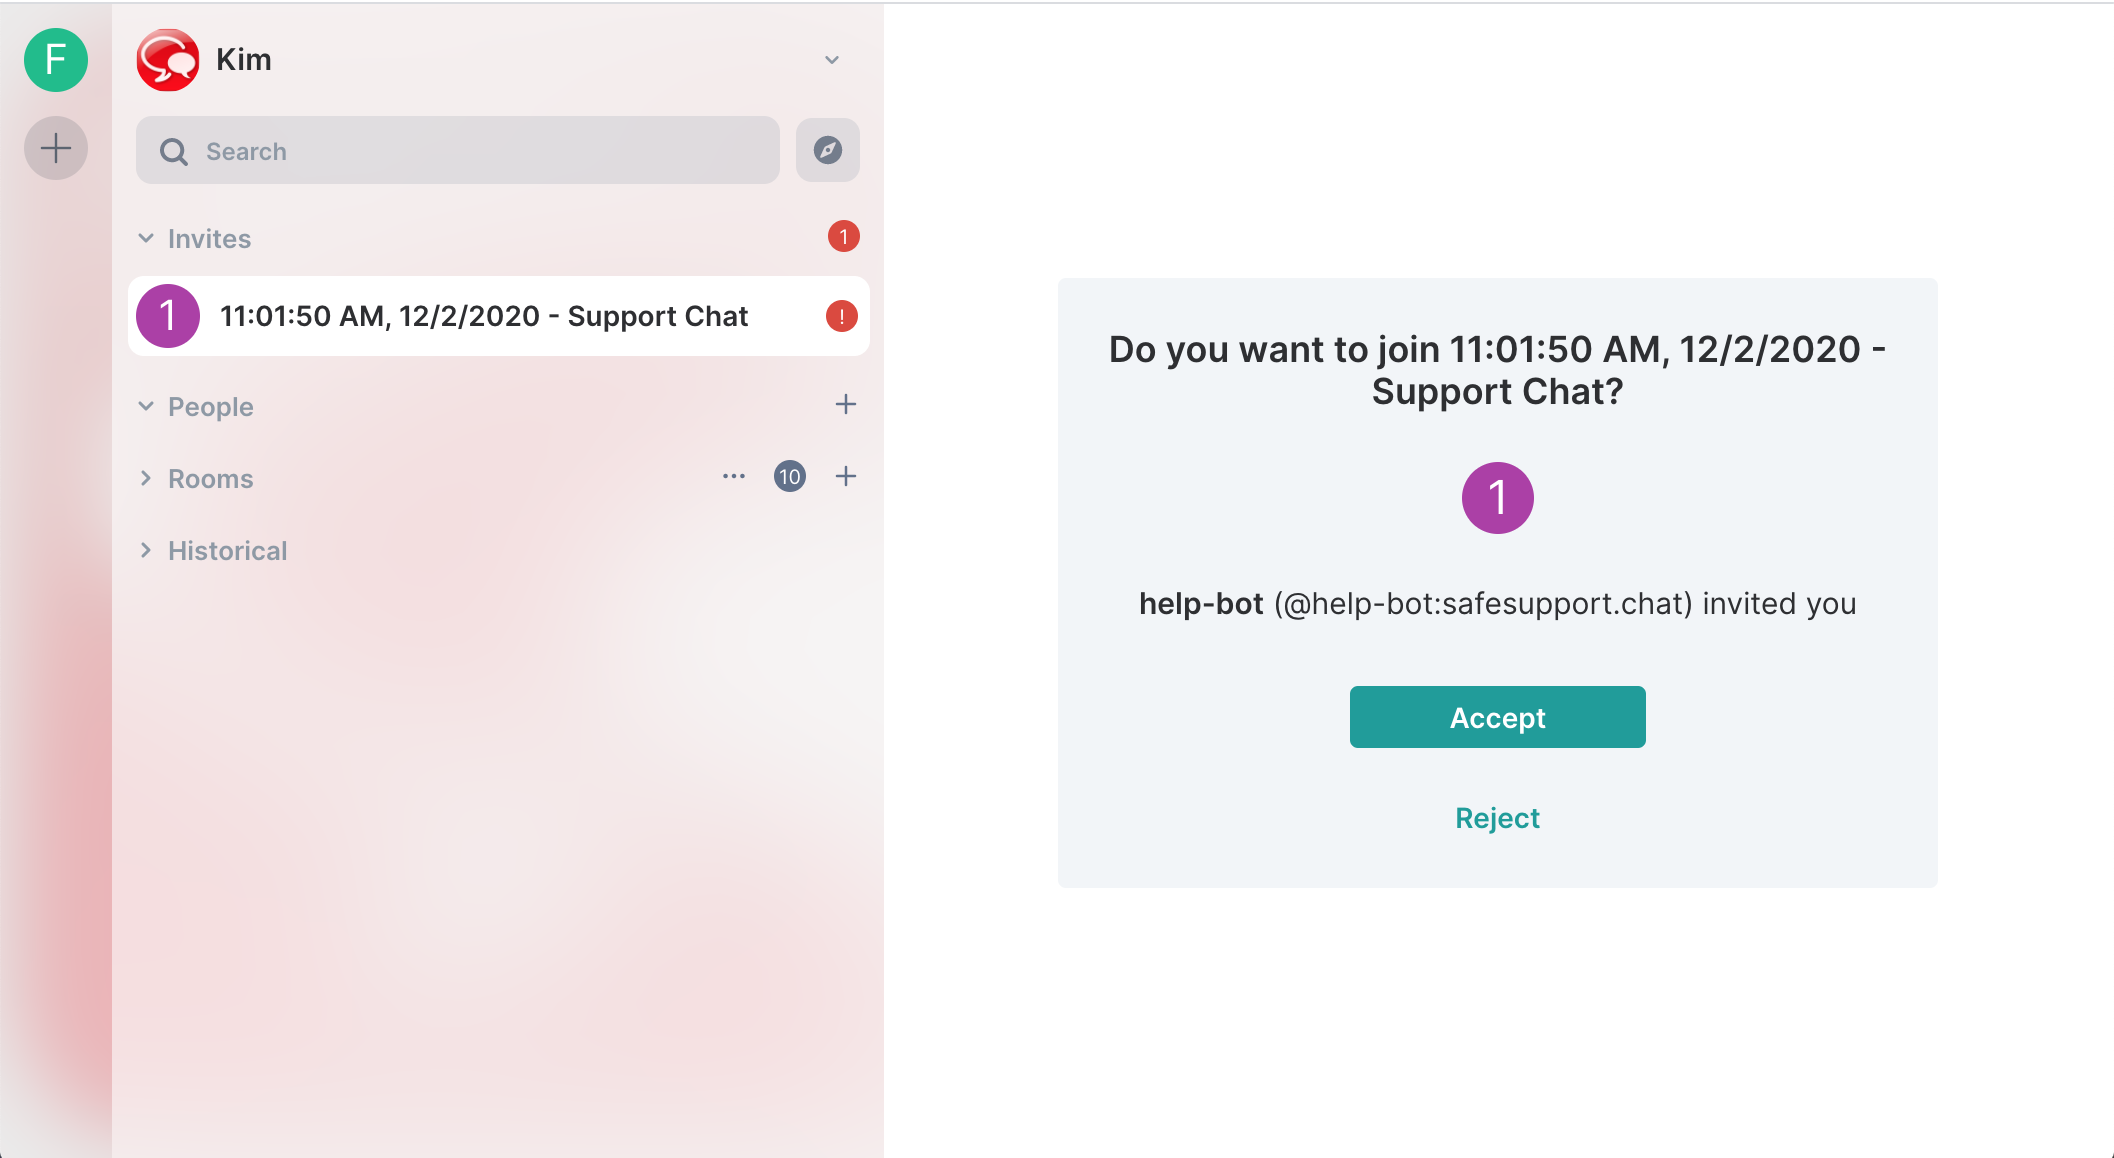 F
Kim
Search
Invites
1
1
11:01:50 AM, 12/2/2020 - Support Chat
!
People
Rooms
10
Historical
Do you want to join 11:01:50 AM, 12/2/2020 -
Support Chat?
1
help-bot (@help-bot:safesupport.chat) invited you
Accept
Reject